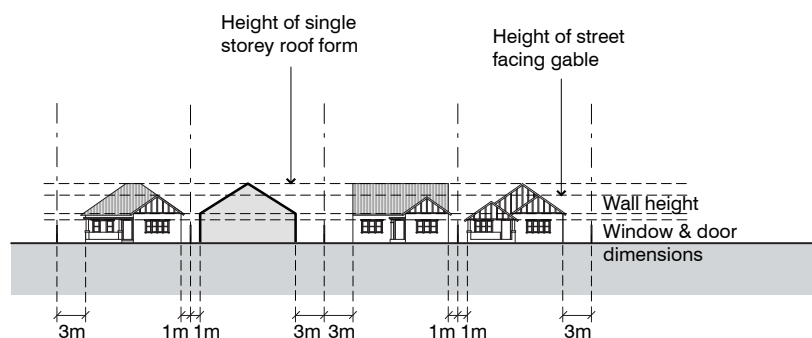 Height of single
storey roof form
Height of street
facing gable
Wall height
Window & door
dimensions
3m 1m 1m 3m 3m 1m 1m 3m